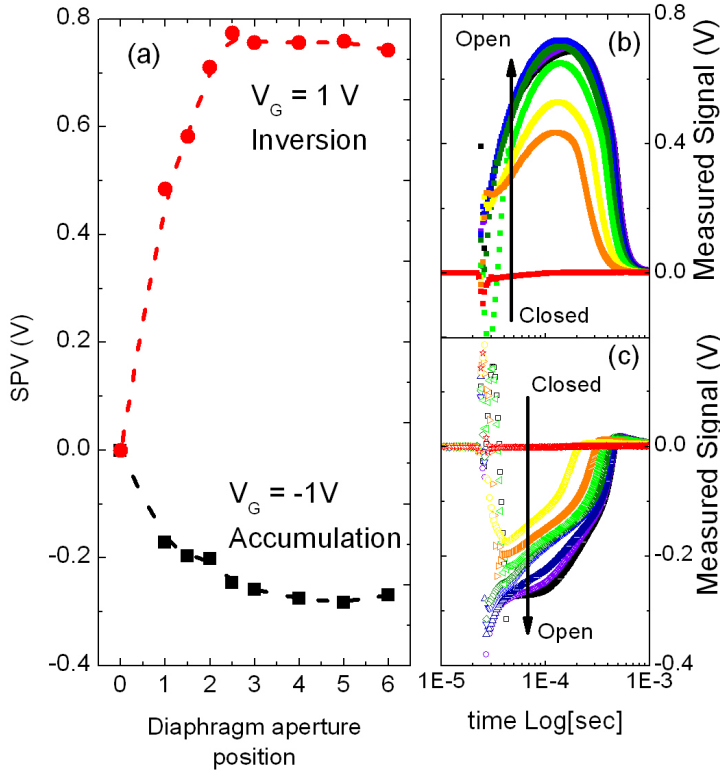 (a)
V_G = 1 V
Inversion
V_G = -1V
Accumulation
SPV (V)
0.8
0.6
0.4
0.2
0.0
-0.2
-0.4
0 1 2 3 4 5 6
Diaphragm aperture
position
(b)
Open
Closed
0.8
0.4
0.0
Measured Signal (V)
(c)
Closed
Open
0.0
-0.2
-0.4
Measured Signal (V)
1E-5 1E-4 1E-3
time Log[sec]